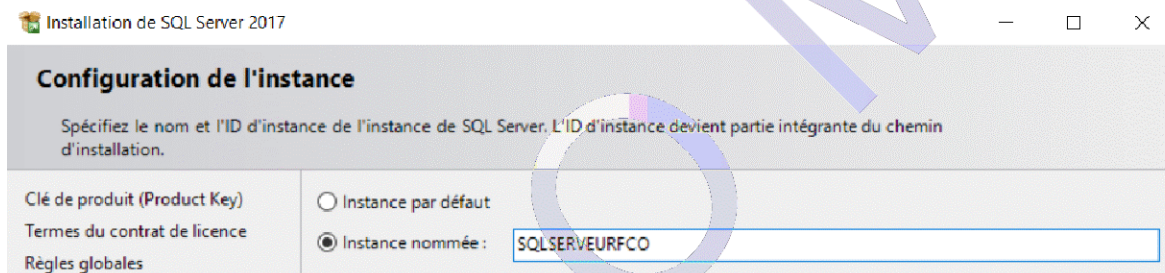 Installation de SQL Server 2017
Configuration de l'instance
Spécifiez le nom et l'ID d'instance de l'instance de SQL Server. L'ID d'instance devient partie intégrante du chemin
d'installation.
Clé de produit (Product Key)
Termes du contrat de licence
Règles globales
Instance par défaut
Instance nommée :
SQLSERVEURFCO